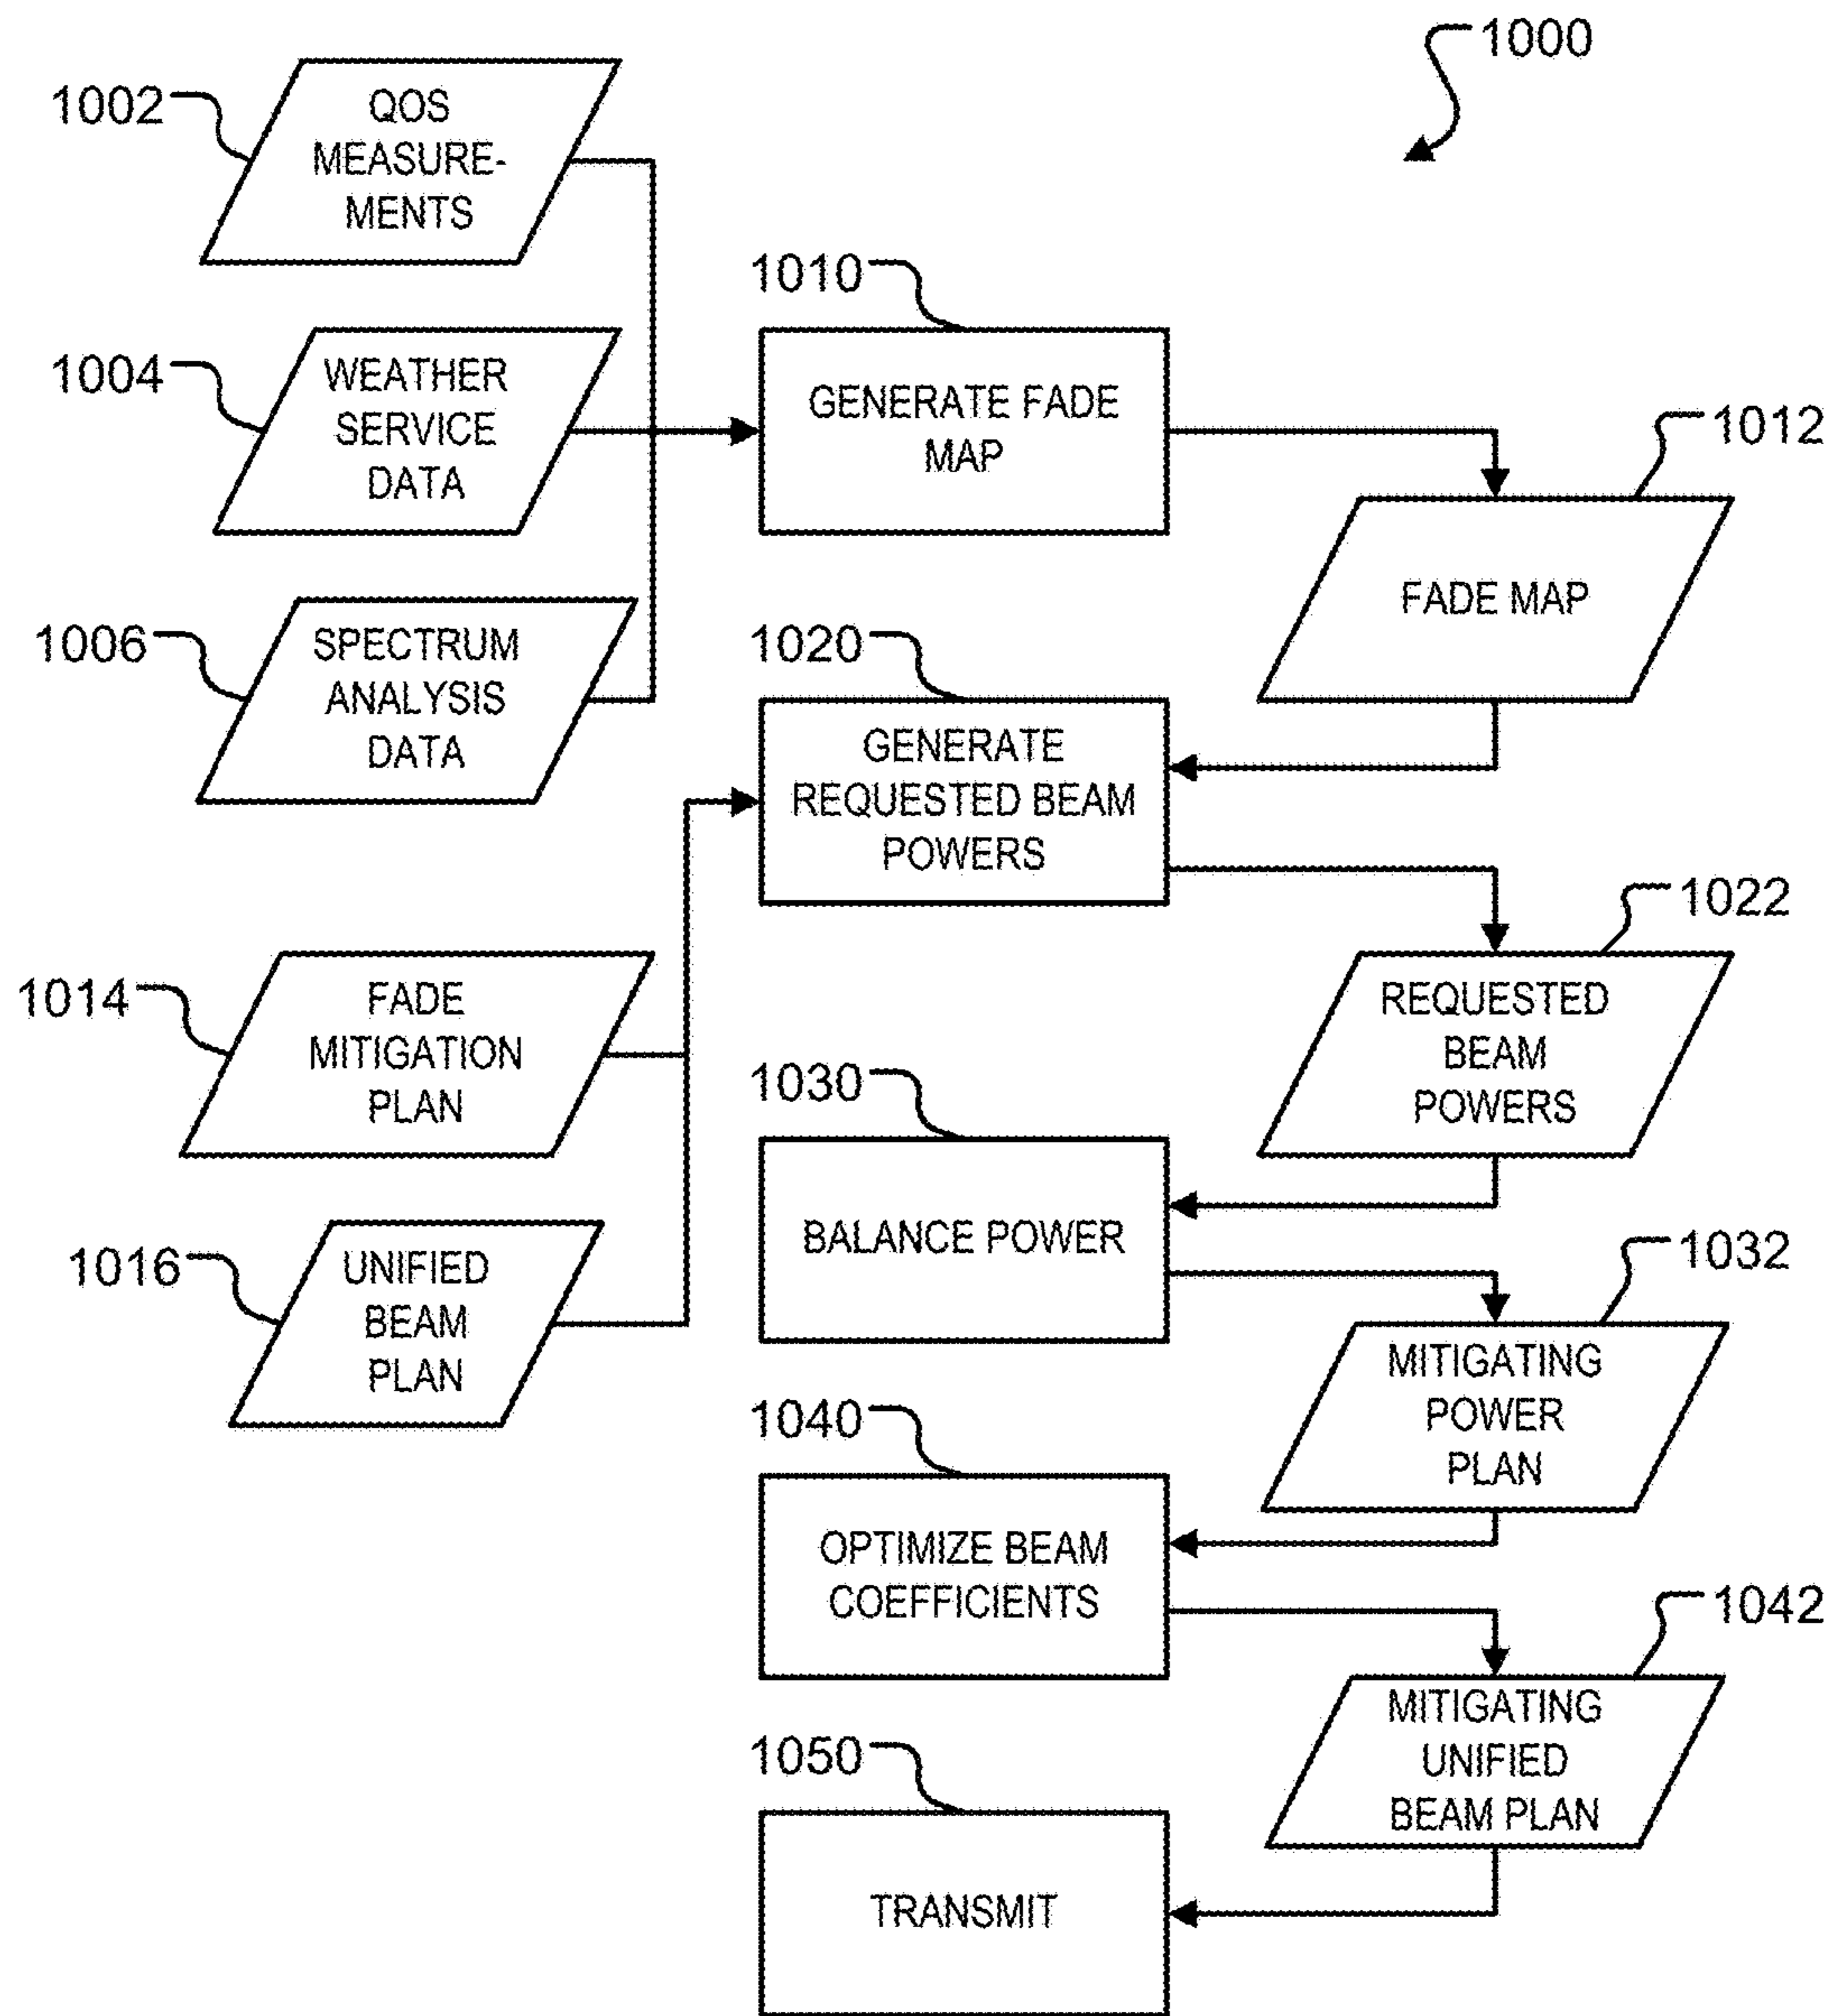 1000
1002
QOS
MEASURE-
MENTS
1004
WEATHER
SERVICE
DATA
1006
SPECTRUM
ANALYSIS
DATA
1010
GENERATE FADE
MAP
1012
FADE MAP
1014
FADE
MITIGATION
PLAN
1016
UNIFIED
BEAM
PLAN
1020
GENERATE
REQUESTED BEAM
POWERS
1022
REQUESTED
BEAM
POWERS
1030
BALANCE POWER
1032
MITIGATING
POWER
PLAN
1040
OPTIMIZE BEAM
COEFFICIENTS
1042
MITIGATING
UNIFIED
BEAM PLAN
1050
TRANSMIT